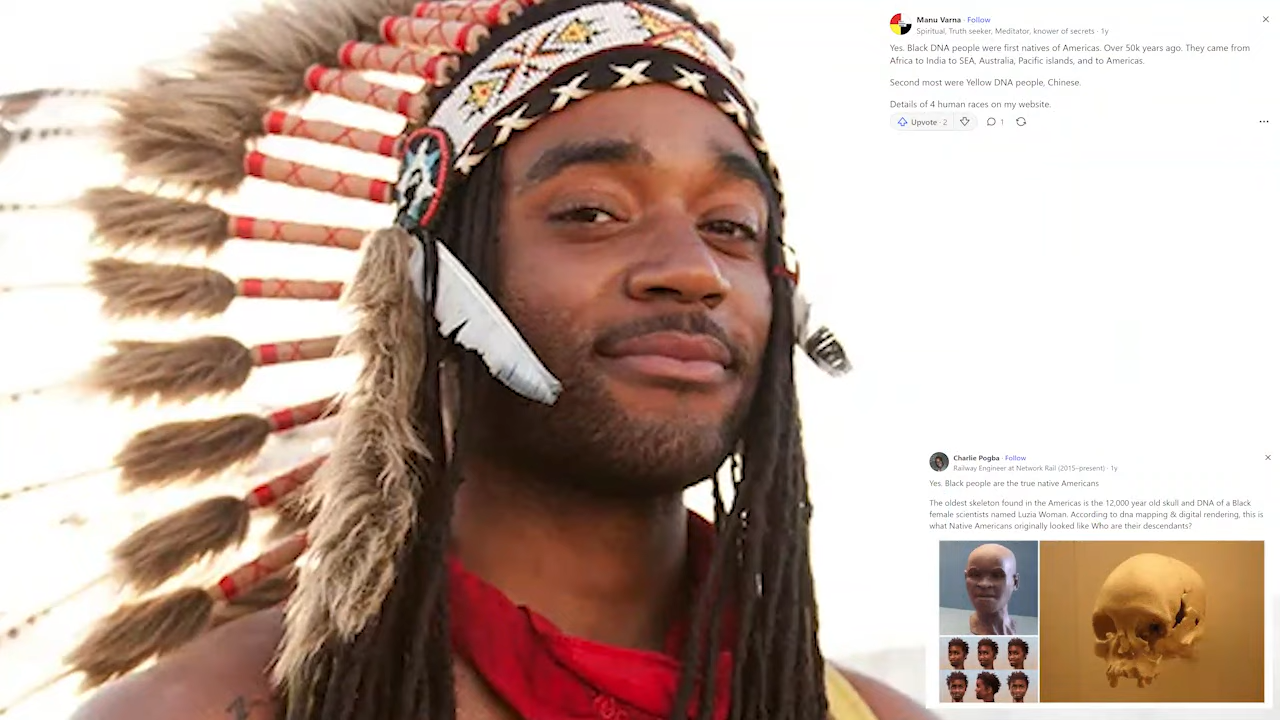 Manu Varna · Follow
Spiritual, Truth seeker, Meditator, knower of secrets · 1y
Yes. Black DNA people were first natives of Americas. Over 50k years ago. They came from
Africa to India to SEA, Australia, Pacific islands, and to Americas.
Second most were Yellow DNA people, Chinese.
Details of 4 human races on my website.
Upvote · 2
1
Charlie Pogba · Follow
Railway Engineer at Network Rail (2015–present) · 1y
Yes. Black people are the true native Americans
The oldest skeleton found in the Americas is the 12,000 year old skull and DNA of a Black
female scientists named Luzia Woman. According to dna mapping & digital rendering, this is
what Native Americans originally looked like Who are their descendants?